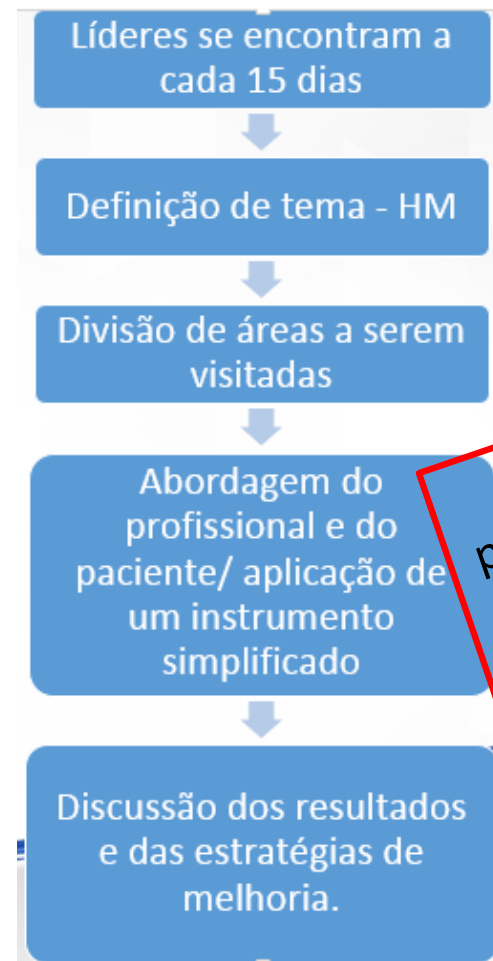 Líderes se encontram a
cada 15 dias
Definição de tema - HM
Divisão de áreas a serem
visitadas
Abordagem do
profissional e do
paciente/ aplicação de
um instrumento
simplificado
Discussão dos resultados
e das estratégias de
melhoria.